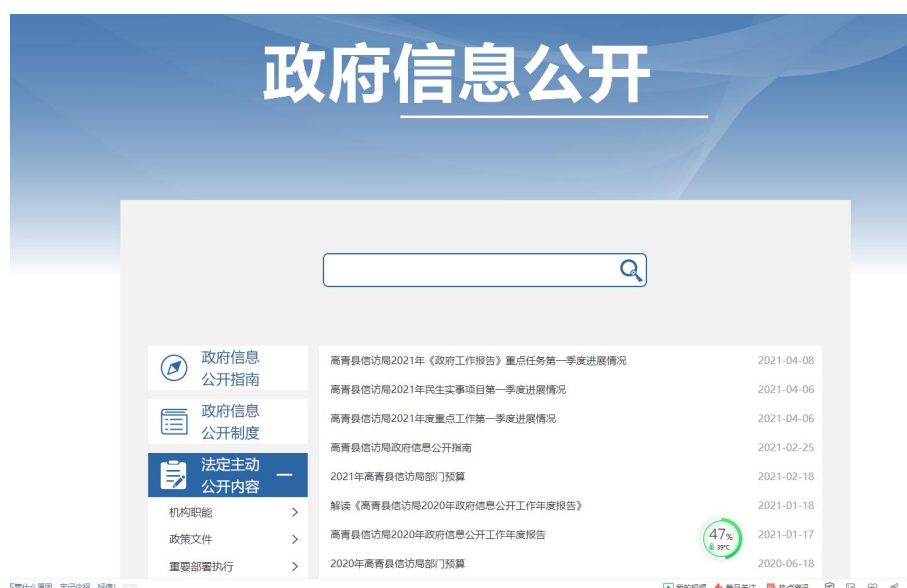 政府信息公开
政府信息
公开指南
政府信息
公开制度
法定主动
公开内容
机构职能
政策文件
重要部署执行
高青县信访局2021年《政府工作报告》重点任务第一季度进展情况 2021-04-08
高青县信访局2021年民生实事项目第一季度进展情况 2021-04-06
高青县信访局2021年度重点工作第一季度进展情况 2021-04-06
高青县信访局政府信息公开指南 2021-02-25
2021年高青县信访局部门预算 2021-02-18
解读《高青县信访局2020年政府信息公开工作年度报告》 2021-01-18
高青县信访局2020年政府信息公开工作年度报告 2021-01-17
2020年高青县信访局部门预算 2020-06-18
47%
39°C